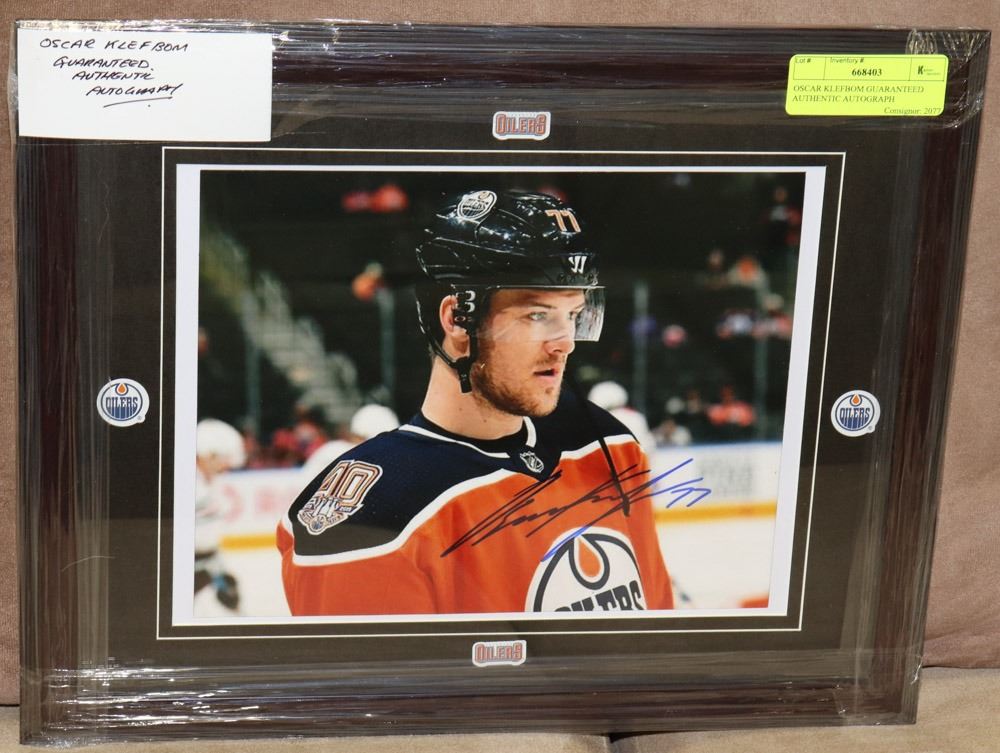 OSCAR KLEFBOM
GUARANTEED.
AUTHENTIC
AUTOGRAPH
Lot # Inventory #:
668403
OSCAR KLEFBOM GUARANTEED
AUTHENTIC AUTOGRAPH
Consignor: 2077
OILERS
77
OILERS
OILERS
40
77
OILERS
OILERS